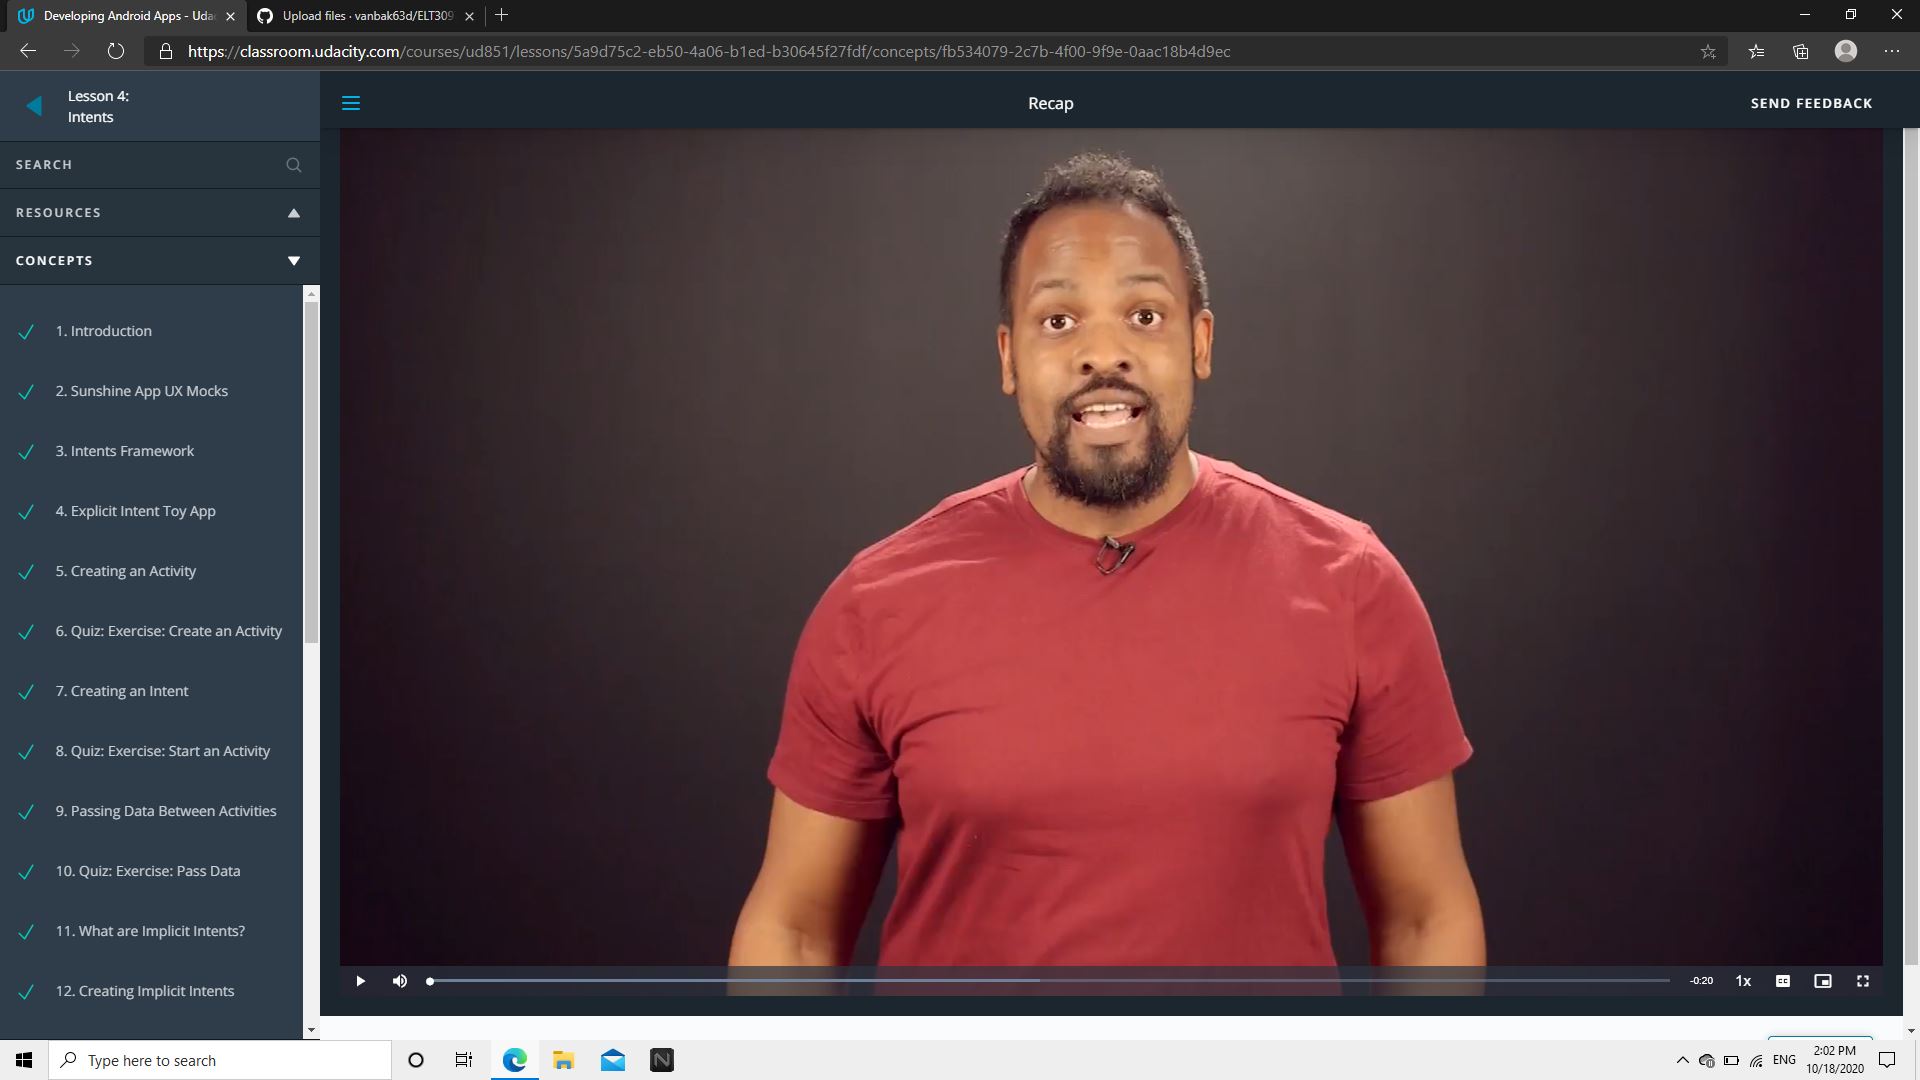 Developing Android Apps - Uda
Upload files · vanbak63d/ELT309
https://classroom.udacity.com/courses/ud851/lessons/5a9d75c2-eb50-4a06-b1ed-b30645f27fdf/concepts/fb534079-2c7b-4f00-9f9e-0aac18b4d9ec
Lesson 4:
Intents
Recap
SEND FEEDBACK
SEARCH
RESOURCES
CONCEPTS
1. Introduction
2. Sunshine App UX Mocks
3. Intents Framework
4. Explicit Intent Toy App
5. Creating an Activity
6. Quiz: Exercise: Create an Activity
7. Creating an Intent
8. Quiz: Exercise: Start an Activity
9. Passing Data Between Activities
10. Quiz: Exercise: Pass Data
11. What are Implicit Intents?
12. Creating Implicit Intents
-0:20
1x
CC
Type here to search
ENG
2:02 PM
10/18/2020